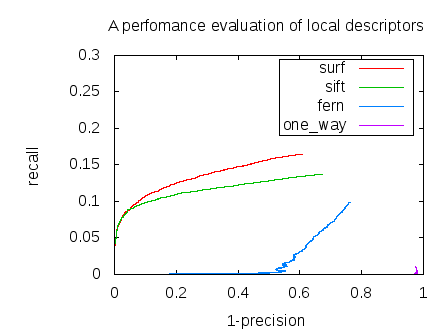 A perfomance evaluation of local descriptors
0.3
0.25
0.2
0.15
0.1
0.05
0
recall
surf
sift
fern
one_way
0 0.2 0.4 0.6 0.8 1
1-precision